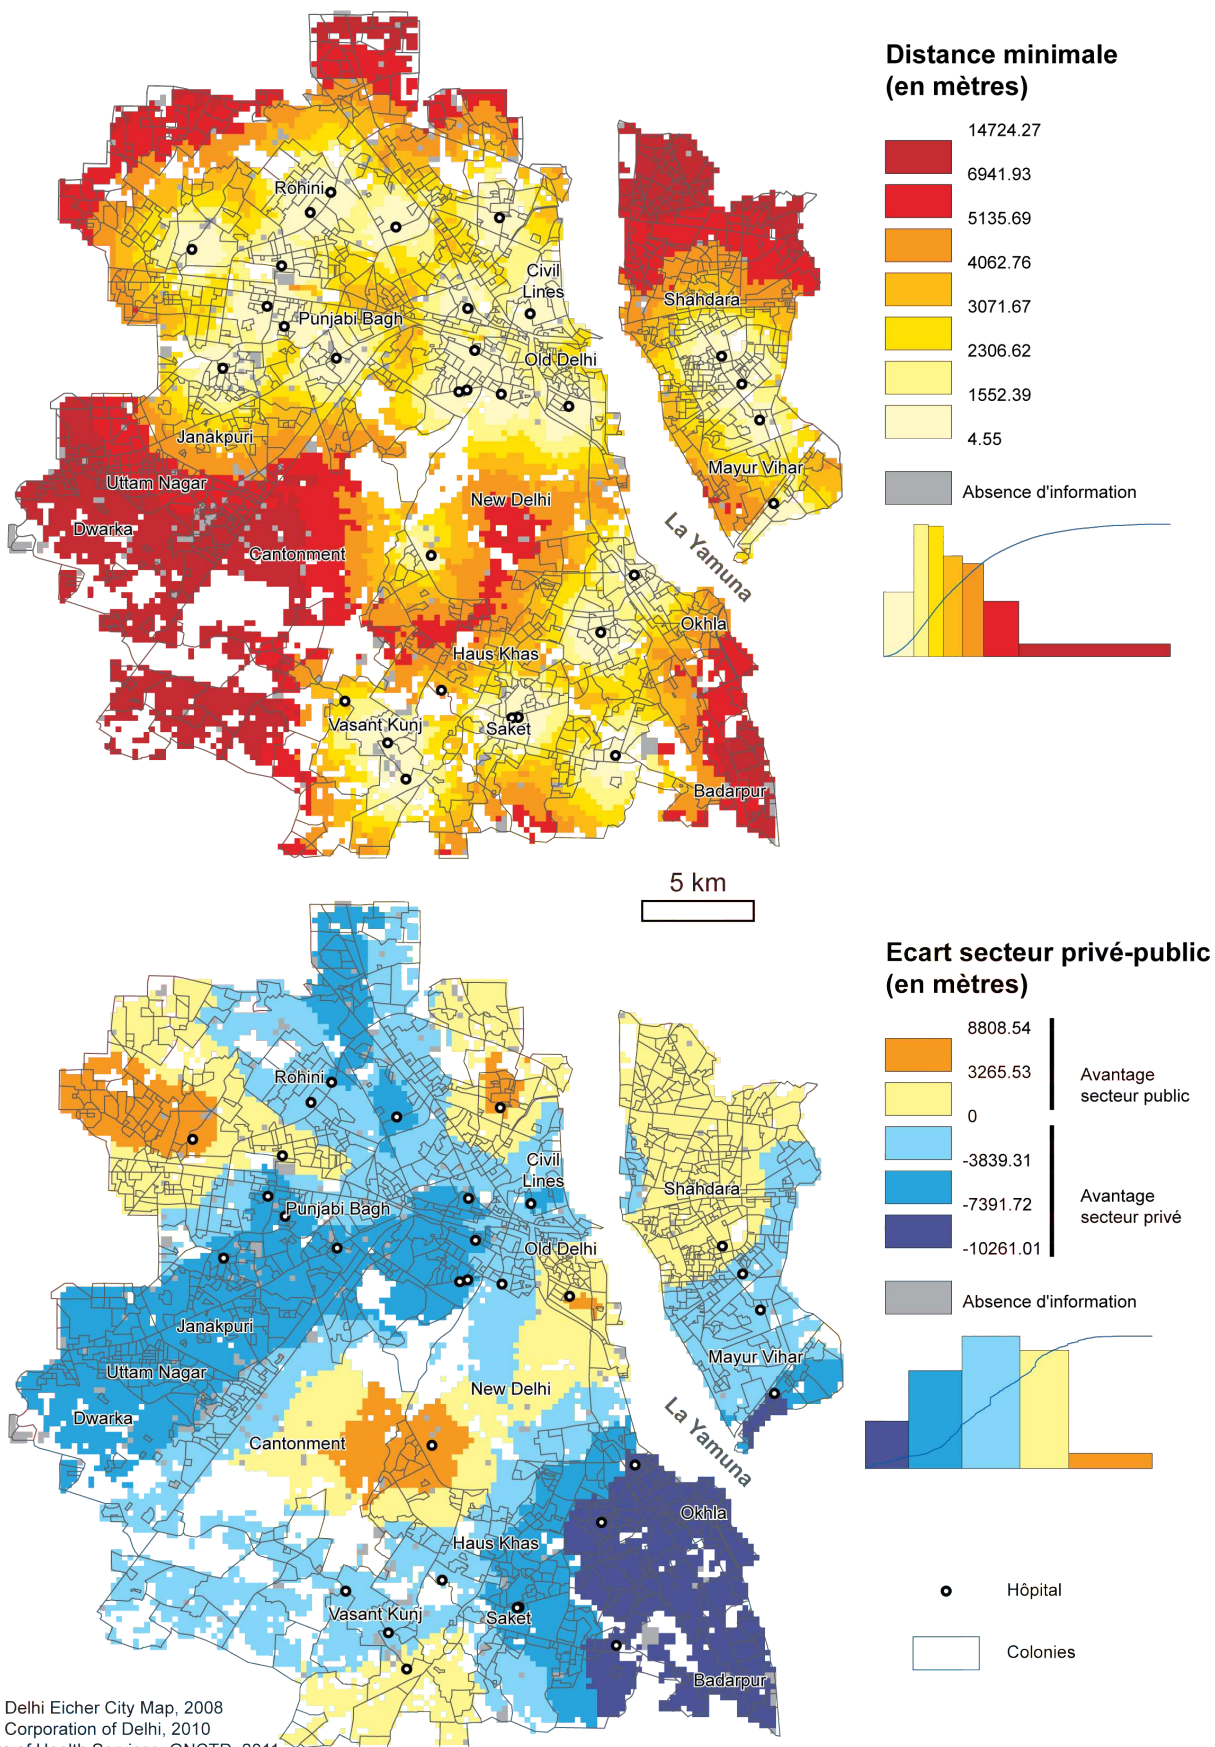 Distance minimale
(en mètres)
14724.27
6941.93
5135.69
4062.76
3071.67
2306.62
1552.39
4.55
Absence d'information
Rohini
Civil
Lines
Punjabi Bagh
Old Delhi
Shahdara
Janakpuri
Uttam Nagar
Dwarka
Cantonment
New Delhi
Mayur Vihar
La Yamuna
Okhla
Haus Khas
Vasant Kunj
Saket
Badarpur
5 km
Ecart secteur privé-public
(en mètres)
8808.54
3265.53
0
-3839.31
-7391.72
-10261.01
Avantage
secteur public
Avantage
secteur privé
Absence d'information
Rohini
Civil
Lines
Punjabi Bagh
Old Delhi
Shahdara
Janakpuri
Uttam Nagar
Dwarka
Cantonment
New Delhi
Mayur Vihar
La Yamuna
Okhla
Haus Khas
Vasant Kunj
Saket
Badarpur
Hôpital
Colonies
Delhi Eicher City Map, 2008
Corporation of Delhi, 2010
of Health Services, GNCTD, 2011